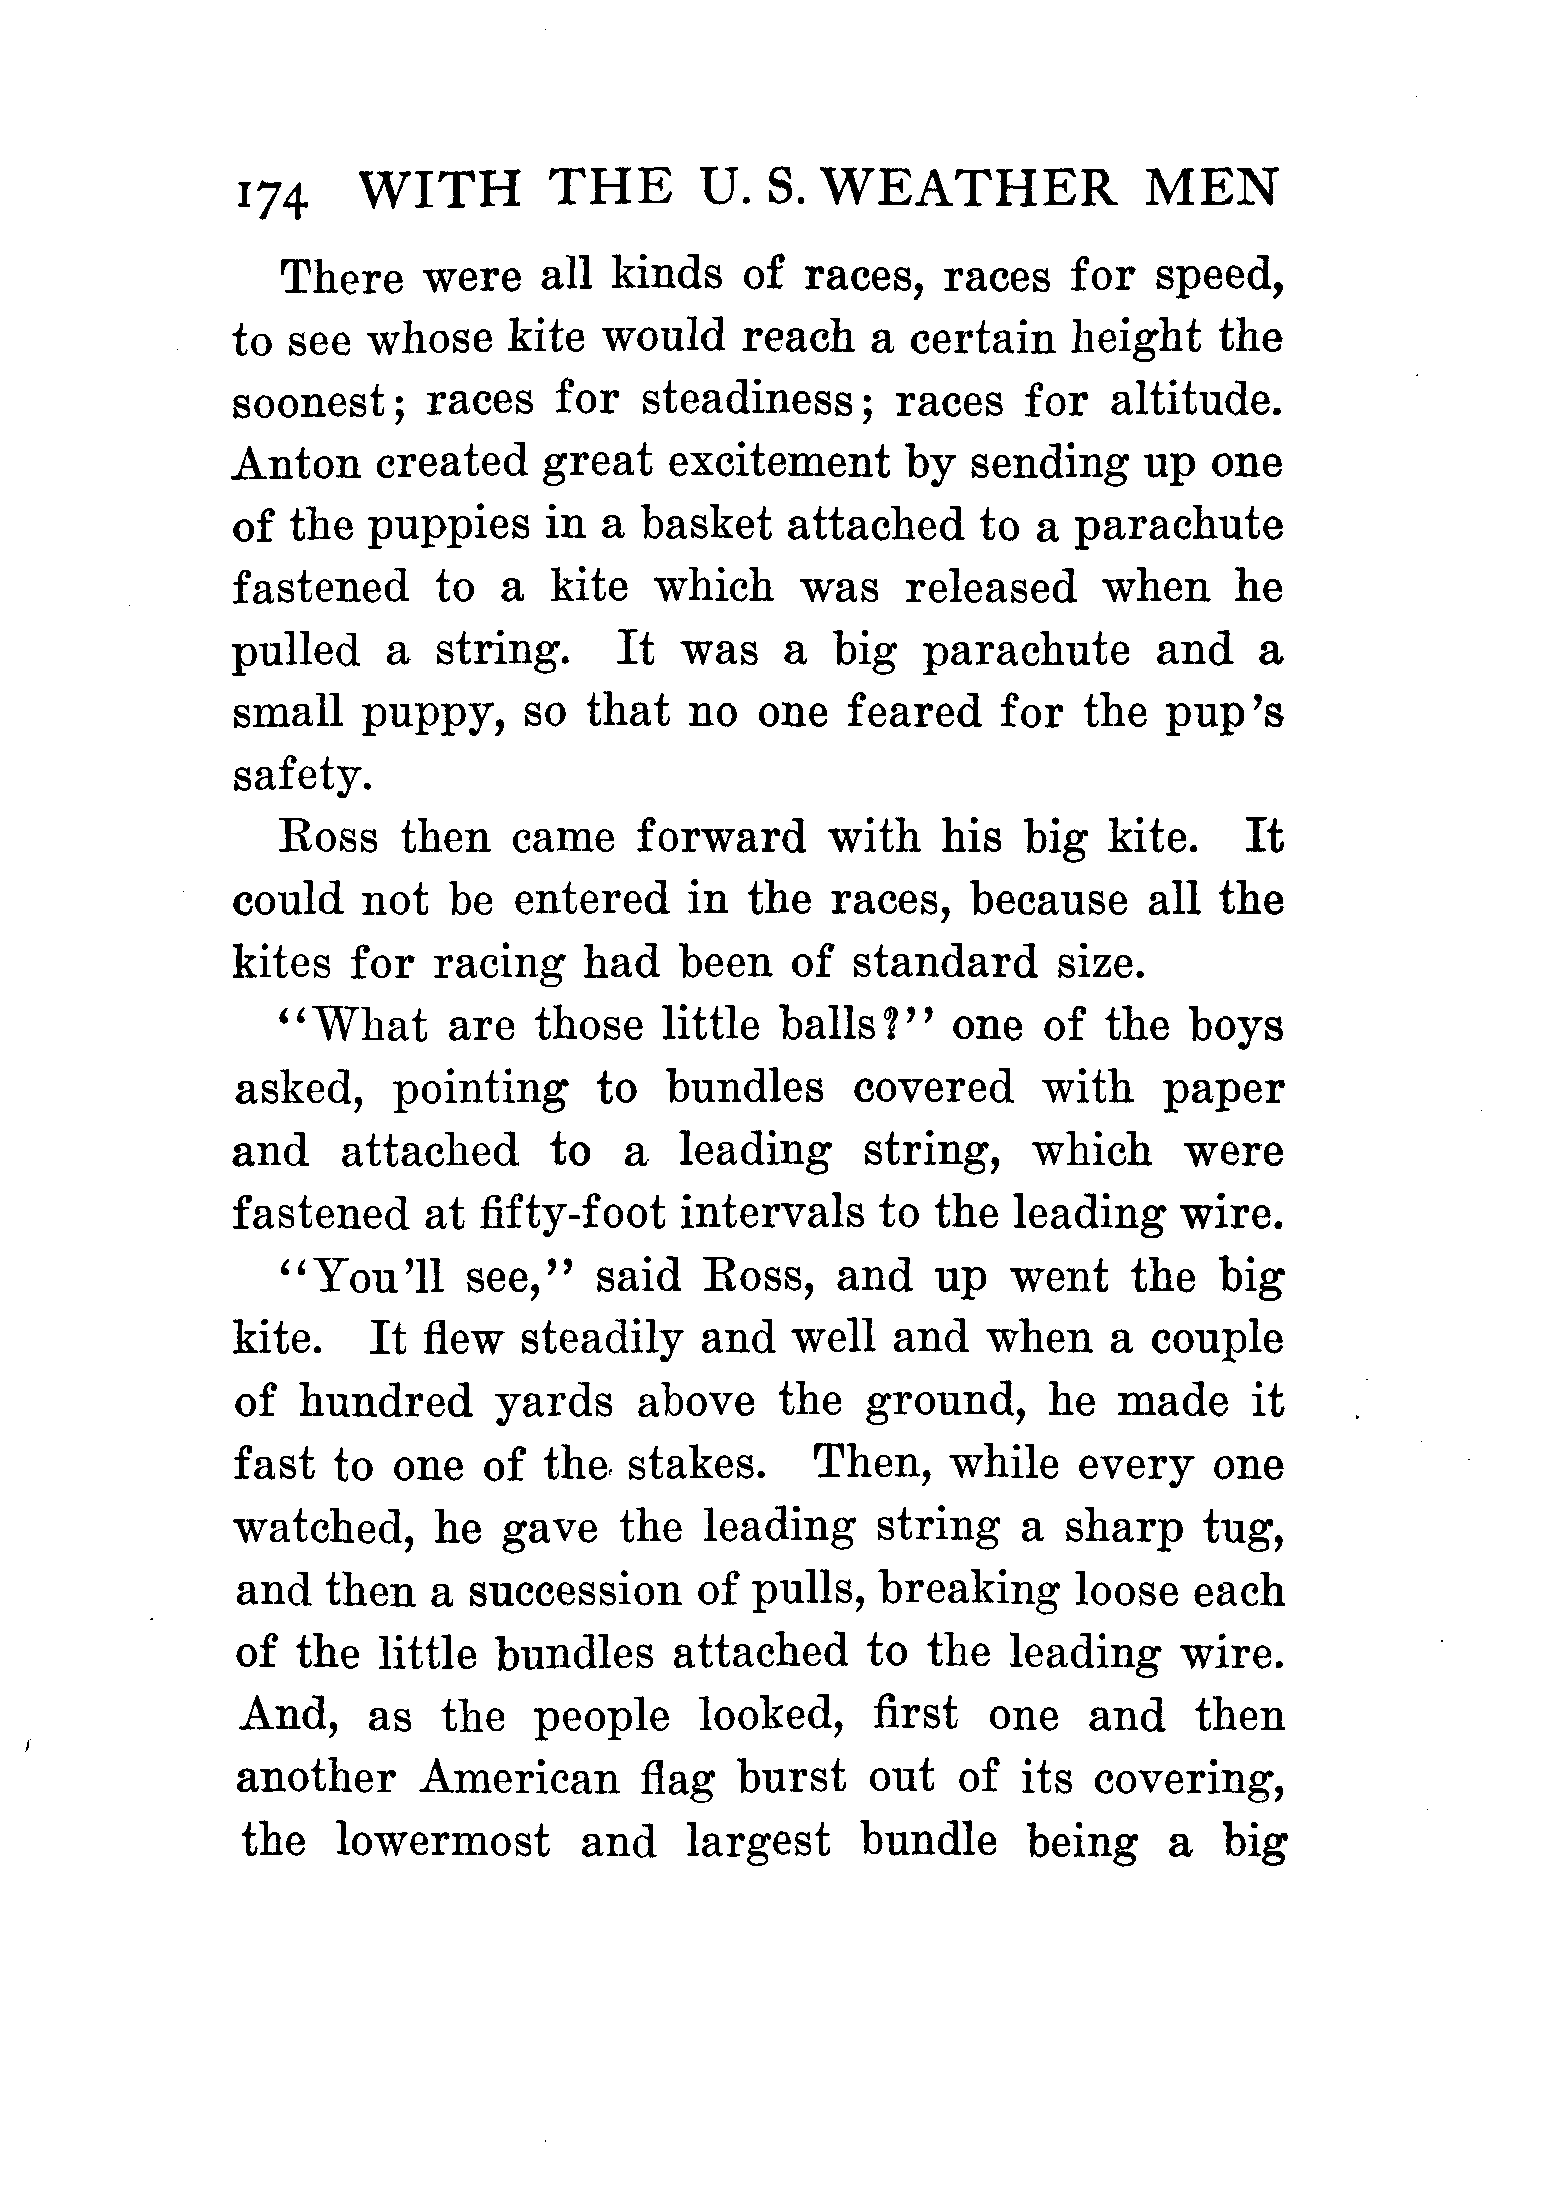 174 WITH THE U. S. WEATHER MEN
There were all kinds of races, races for speed,
to see whose kite would reach a certain height the
soonest; races for steadiness; races for altitude.
Anton created great excitement by sending up one
of the puppies in a basket attached to a parachute
fastened to a kite which was released when he
pulled a string. It was a big parachute and a
small puppy, so that no one feared for the pup's
safety.
Ross then came forward with his big kite. It
could not be entered in the races, because all the
kites for racing had been of standard size.
"What are those little balls?" one of the boys
asked, pointing to bundles covered with paper
and attached to a leading string, which were
fastened at fifty-foot intervals to the leading wire.
"You'll see," said Ross, and up went the big
kite. It flew steadily and well and when a couple
of hundred yards above the ground, he made it
fast to one of the stakes. Then, while every one
watched, he gave the leading string a sharp tug,
and then a succession of pulls, breaking loose each
of the little bundles attached to the leading wire.
And, as the people looked, first one and then
another American flag burst out of its covering,
the lowermost and largest bundle being a big